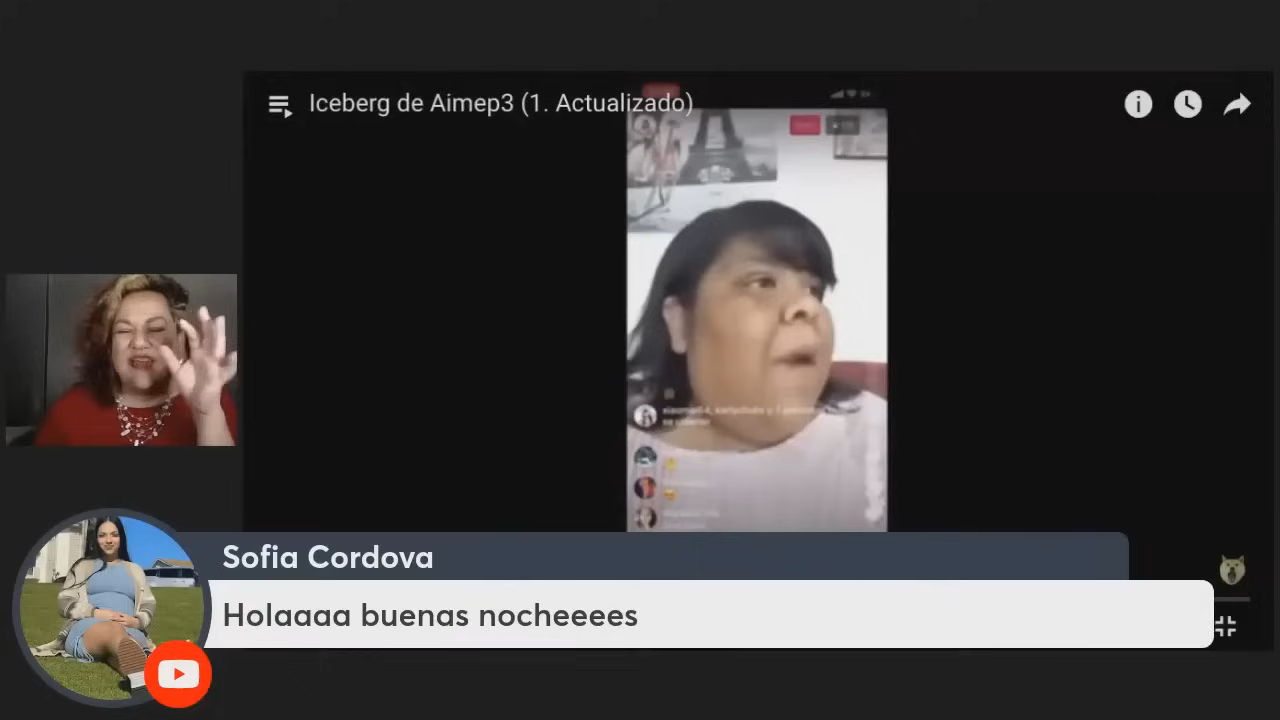 Iceberg de Aimep3 (1. Actualizado)
Sofia Cordova
Holaaaa buenas nocheeees